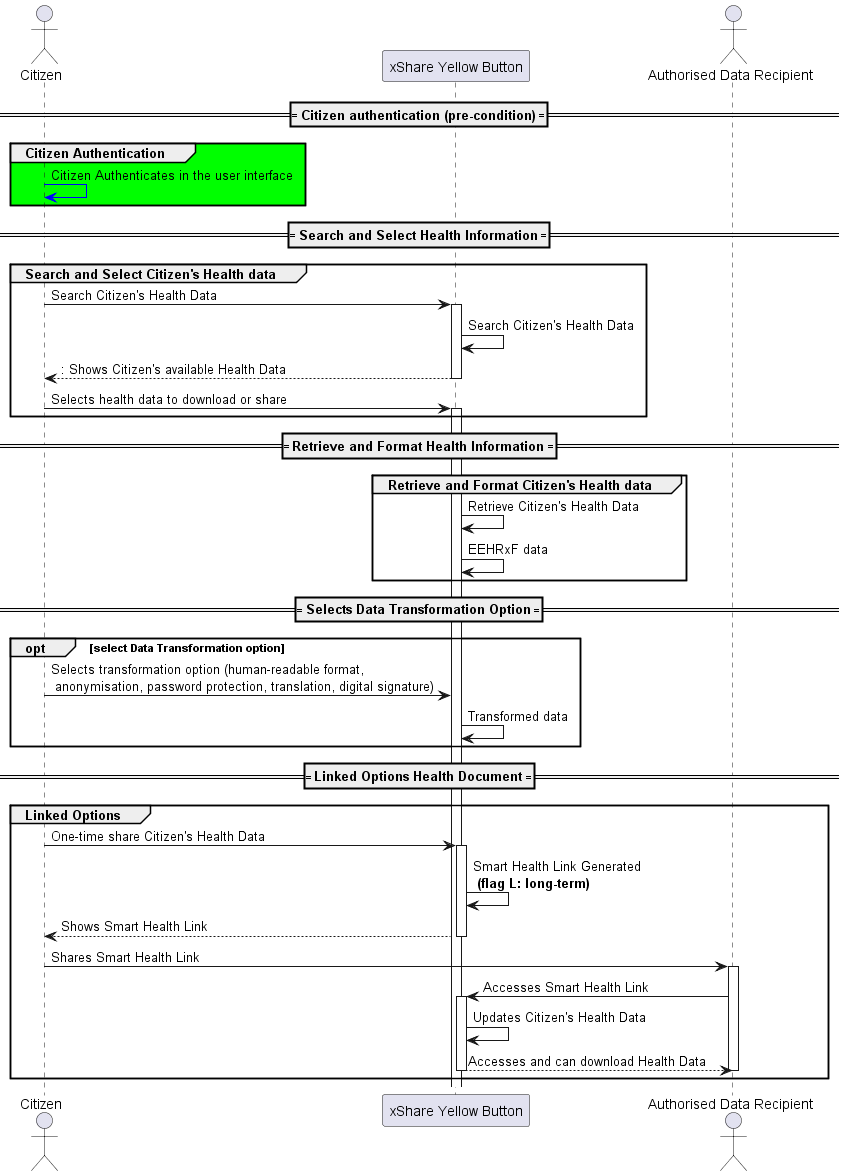 Citizen
xShare Yellow Button
Authorised Data Recipient
Citizen authentication (pre-condition)
Citizen Authentication
Citizen Authenticates in the user interface
Search and Select Health Information
Search and Select Citizen's Health data
Search Citizen's Health Data
Search Citizen's Health Data
: Shows Citizen's available Health Data
Selects health data to download or share
Retrieve and Format Health Information
Retrieve and Format Citizen's Health data
Retrieve Citizen's Health Data
EEHRxF data
Selects Data Transformation Option
opt [select Data Transformation option]
Selects transformation option (human-readable format,
anonymisation, password protection, translation, digital signature)
Transformed data
Linked Options Health Document
Linked Options
One-time share Citizen's Health Data
Smart Health Link Generated
(flag L: long-term)
Shows Smart Health Link
Shares Smart Health Link
Accesses Smart Health Link
Updates Citizen's Health Data
Accesses and can download Health Data
Citizen
xShare Yellow Button
Authorised Data Recipient